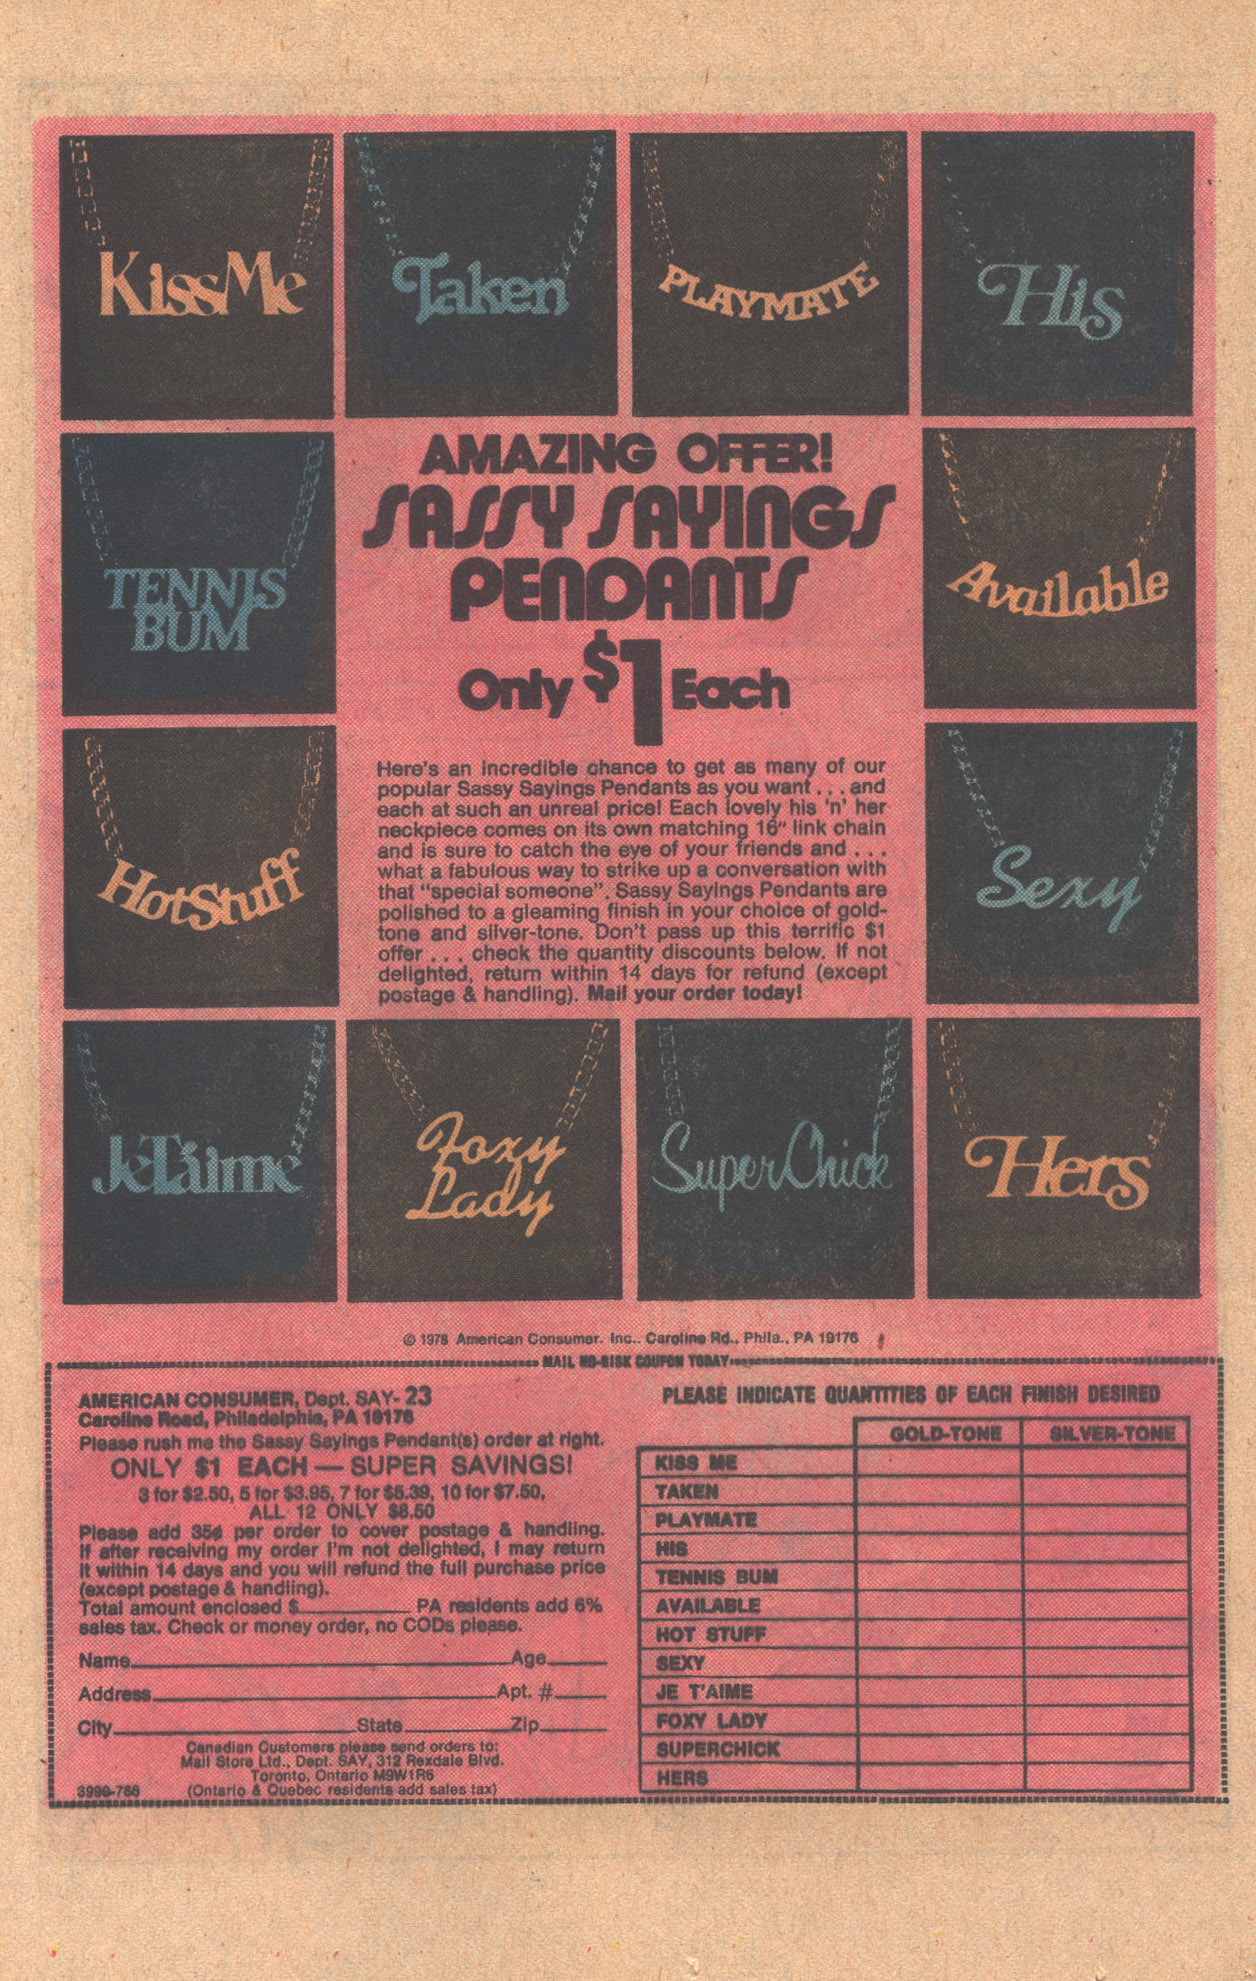 KissMe
Taken
PLAYMATE
His
TENNIS
BUM
AMAZING OFFER!
SASSY SAYINGS
PENDANTS
Only $1 Each
Available
HotStuff
Here's an incredible chance to get as many of our
popular Sassy Sayings Pendants as you want . . . and
each at such an unreal price! Each lovely his 'n' her
neckpiece comes on its own matching 16" link chain
and is sure to catch the eye of your friends and . . .
what a fabulous way to strike up a conversation with
that "special someone". Sassy Sayings Pendants are
polished to a gleaming finish in your choice of gold-
tone and silver-tone. Don't pass up this terrific $1
offer . . . check the quantity discounts below. If not
delighted, return within 14 days for refund (except
postage & handling). Mail your order today!
Sexy
JeT'aime
Foxy
Lady
SuperChick
Hers
© 1978 American Consumer, Inc., Caroline Rd., Phila., PA 19176
MAIL NO-RISK COUPON TODAY
AMERICAN CONSUMER, Dept. SAY-23
Caroline Road, Philadelphia, PA 19176
Please rush me the Sassy Sayings Pendant(s) order at right.
ONLY $1 EACH — SUPER SAVINGS!
3 for $2.50, 5 for $3.95, 7 for $5.39, 10 for $7.50,
ALL 12 ONLY $8.50
Please add 35¢ per order to cover postage & handling.
If after receiving my order I'm not delighted, I may return
it within 14 days and you will refund the full purchase price
(except postage & handling).
Total amount enclosed $__________ PA residents add 6%
sales tax. Check or money order, no CODs please.
Name__________ Age_____
Address__________ Apt. #_____
City__________ State__________ Zip_____
Canadian Customers please send orders to:
Mail Store Ltd., Dept. SAY, 312 Rexdale Blvd.
Toronto, Ontario M9W1R6
3990-786 (Ontario & Quebec residents add sales tax)
PLEASE INDICATE QUANTITIES OF EACH FINISH DESIRED
GOLD-TONE SILVER-TONE
KISS ME
TAKEN
PLAYMATE
HIS
TENNIS BUM
AVAILABLE
HOT STUFF
SEXY
JE T'AIME
FOXY LADY
SUPERCHICK
HERS